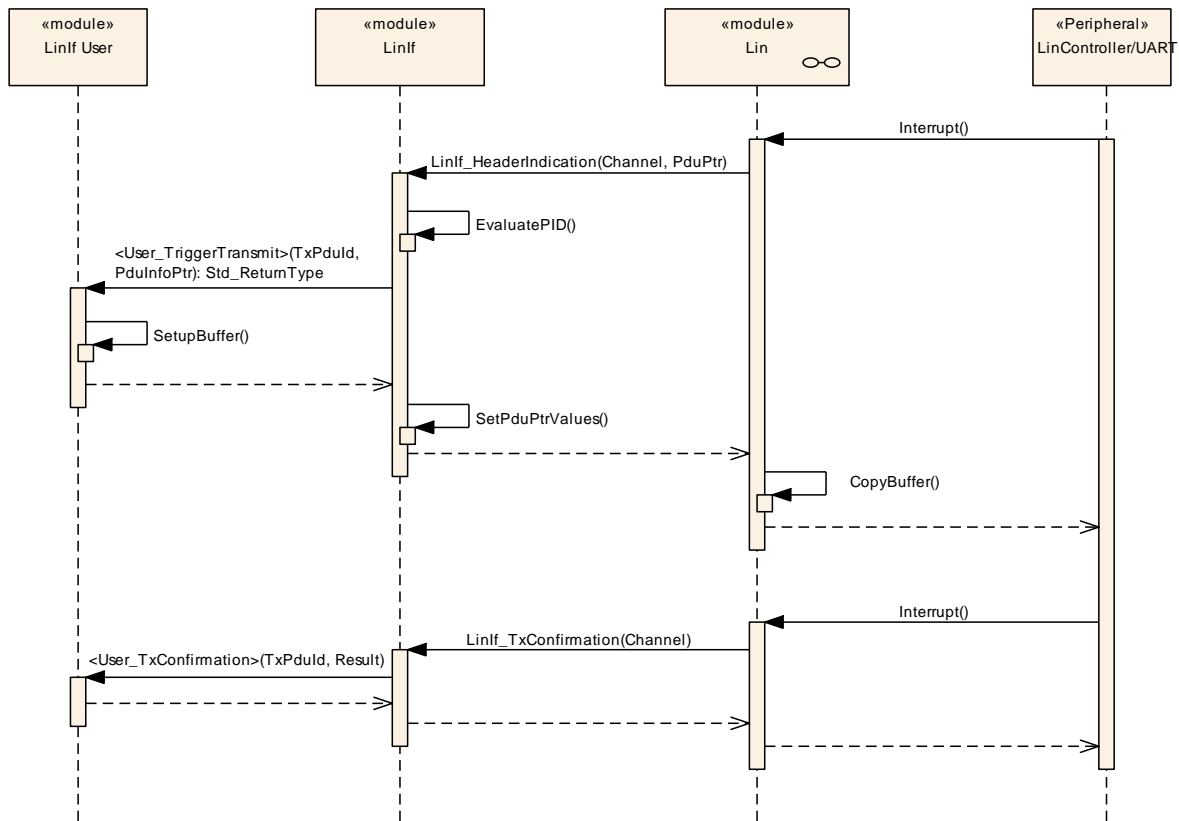 «module»
LinIf User
«module»
LinIf
«module»
Lin
«Peripheral»
LinController/UART
Interrupt()
LinIf_HeaderIndication(Channel, PduPtr)
EvaluatePID()
<User_TriggerTransmit>(TxPduId,
PduInfoPtr): Std_ReturnType
SetupBuffer()
SetPduPtrValues()
CopyBuffer()
Interrupt()
LinIf_TxConfirmation(Channel)
<User_TxConfirmation>(TxPduId, Result)